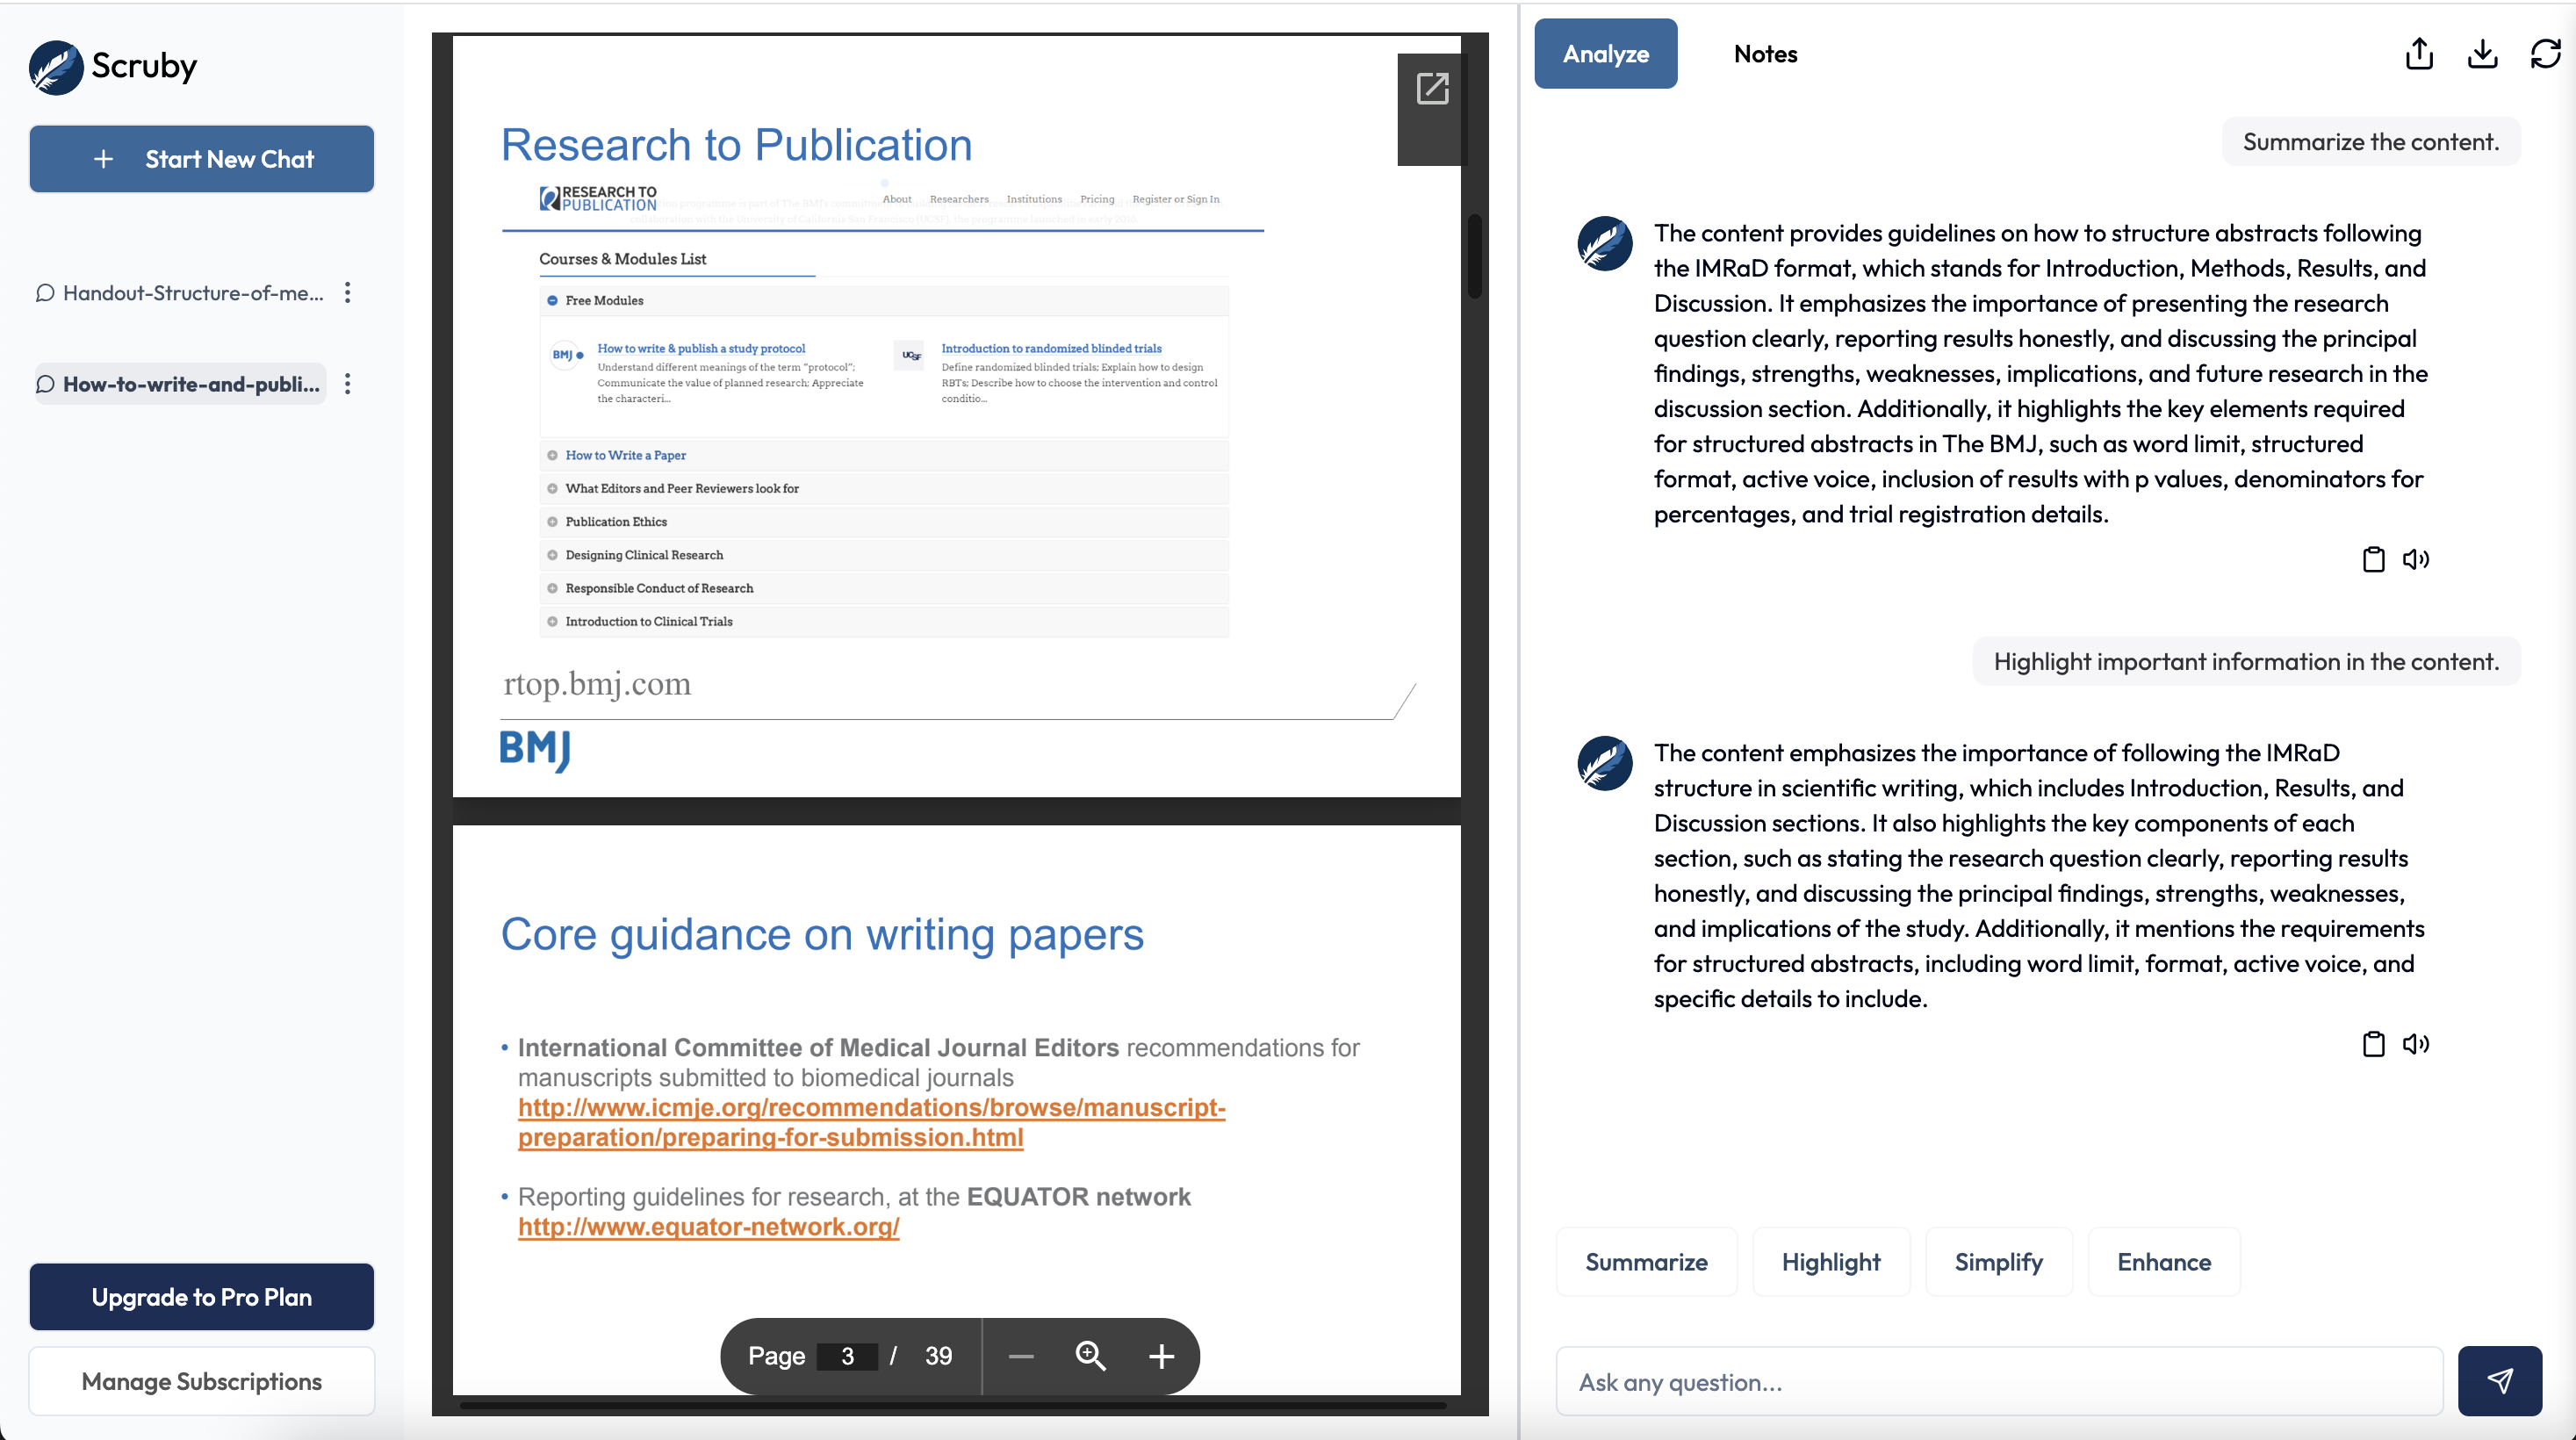 Scruby
Start New Chat
Handout-Structure-of-me...
How-to-write-and-publi...
Upgrade to Pro Plan
Manage Subscriptions
Research to Publication
RESEARCH TO
PUBLICATION
About Researchers Institutions Pricing Register or Sign In
collaboration with the University of California San Francisco (UCSF), the programme launched in early 2016.
Courses & Modules List
Free Modules
BMJ
How to write & publish a study protocol
Understand different meanings of the term "protocol";
Communicate the value of planned research; Appreciate
the characteri...
UCSF
Introduction to randomized blinded trials
Define randomized blinded trials; Explain how to design
RBTs; Describe how to choose the intervention and control
conditio...
How to Write a Paper
What Editors and Peer Reviewers look for
Publication Ethics
Designing Clinical Research
Responsible Conduct of Research
Introduction to Clinical Trials
rtop.bmj.com
BMJ
Core guidance on writing papers
• International Committee of Medical Journal Editors recommendations for
manuscripts submitted to biomedical journals
http://www.icmje.org/recommendations/browse/manuscript-
preparation/preparing-for-submission.html
• Reporting guidelines for research, at the EQUATOR network
http://www.equator-network.org/
Page 3 / 39
Analyze Notes
Summarize the content.
The content provides guidelines on how to structure abstracts following
the IMRaD format, which stands for Introduction, Methods, Results, and
Discussion. It emphasizes the importance of presenting the research
question clearly, reporting results honestly, and discussing the principal
findings, strengths, weaknesses, implications, and future research in the
discussion section. Additionally, it highlights the key elements required
for structured abstracts in The BMJ, such as word limit, structured
format, active voice, inclusion of results with p values, denominators for
percentages, and trial registration details.
Highlight important information in the content.
The content emphasizes the importance of following the IMRaD
structure in scientific writing, which includes Introduction, Results, and
Discussion sections. It also highlights the key components of each
section, such as stating the research question clearly, reporting results
honestly, and discussing the principal findings, strengths, weaknesses,
and implications of the study. Additionally, it mentions the requirements
for structured abstracts, including word limit, format, active voice, and
specific details to include.
Summarize Highlight Simplify Enhance
Ask any question...